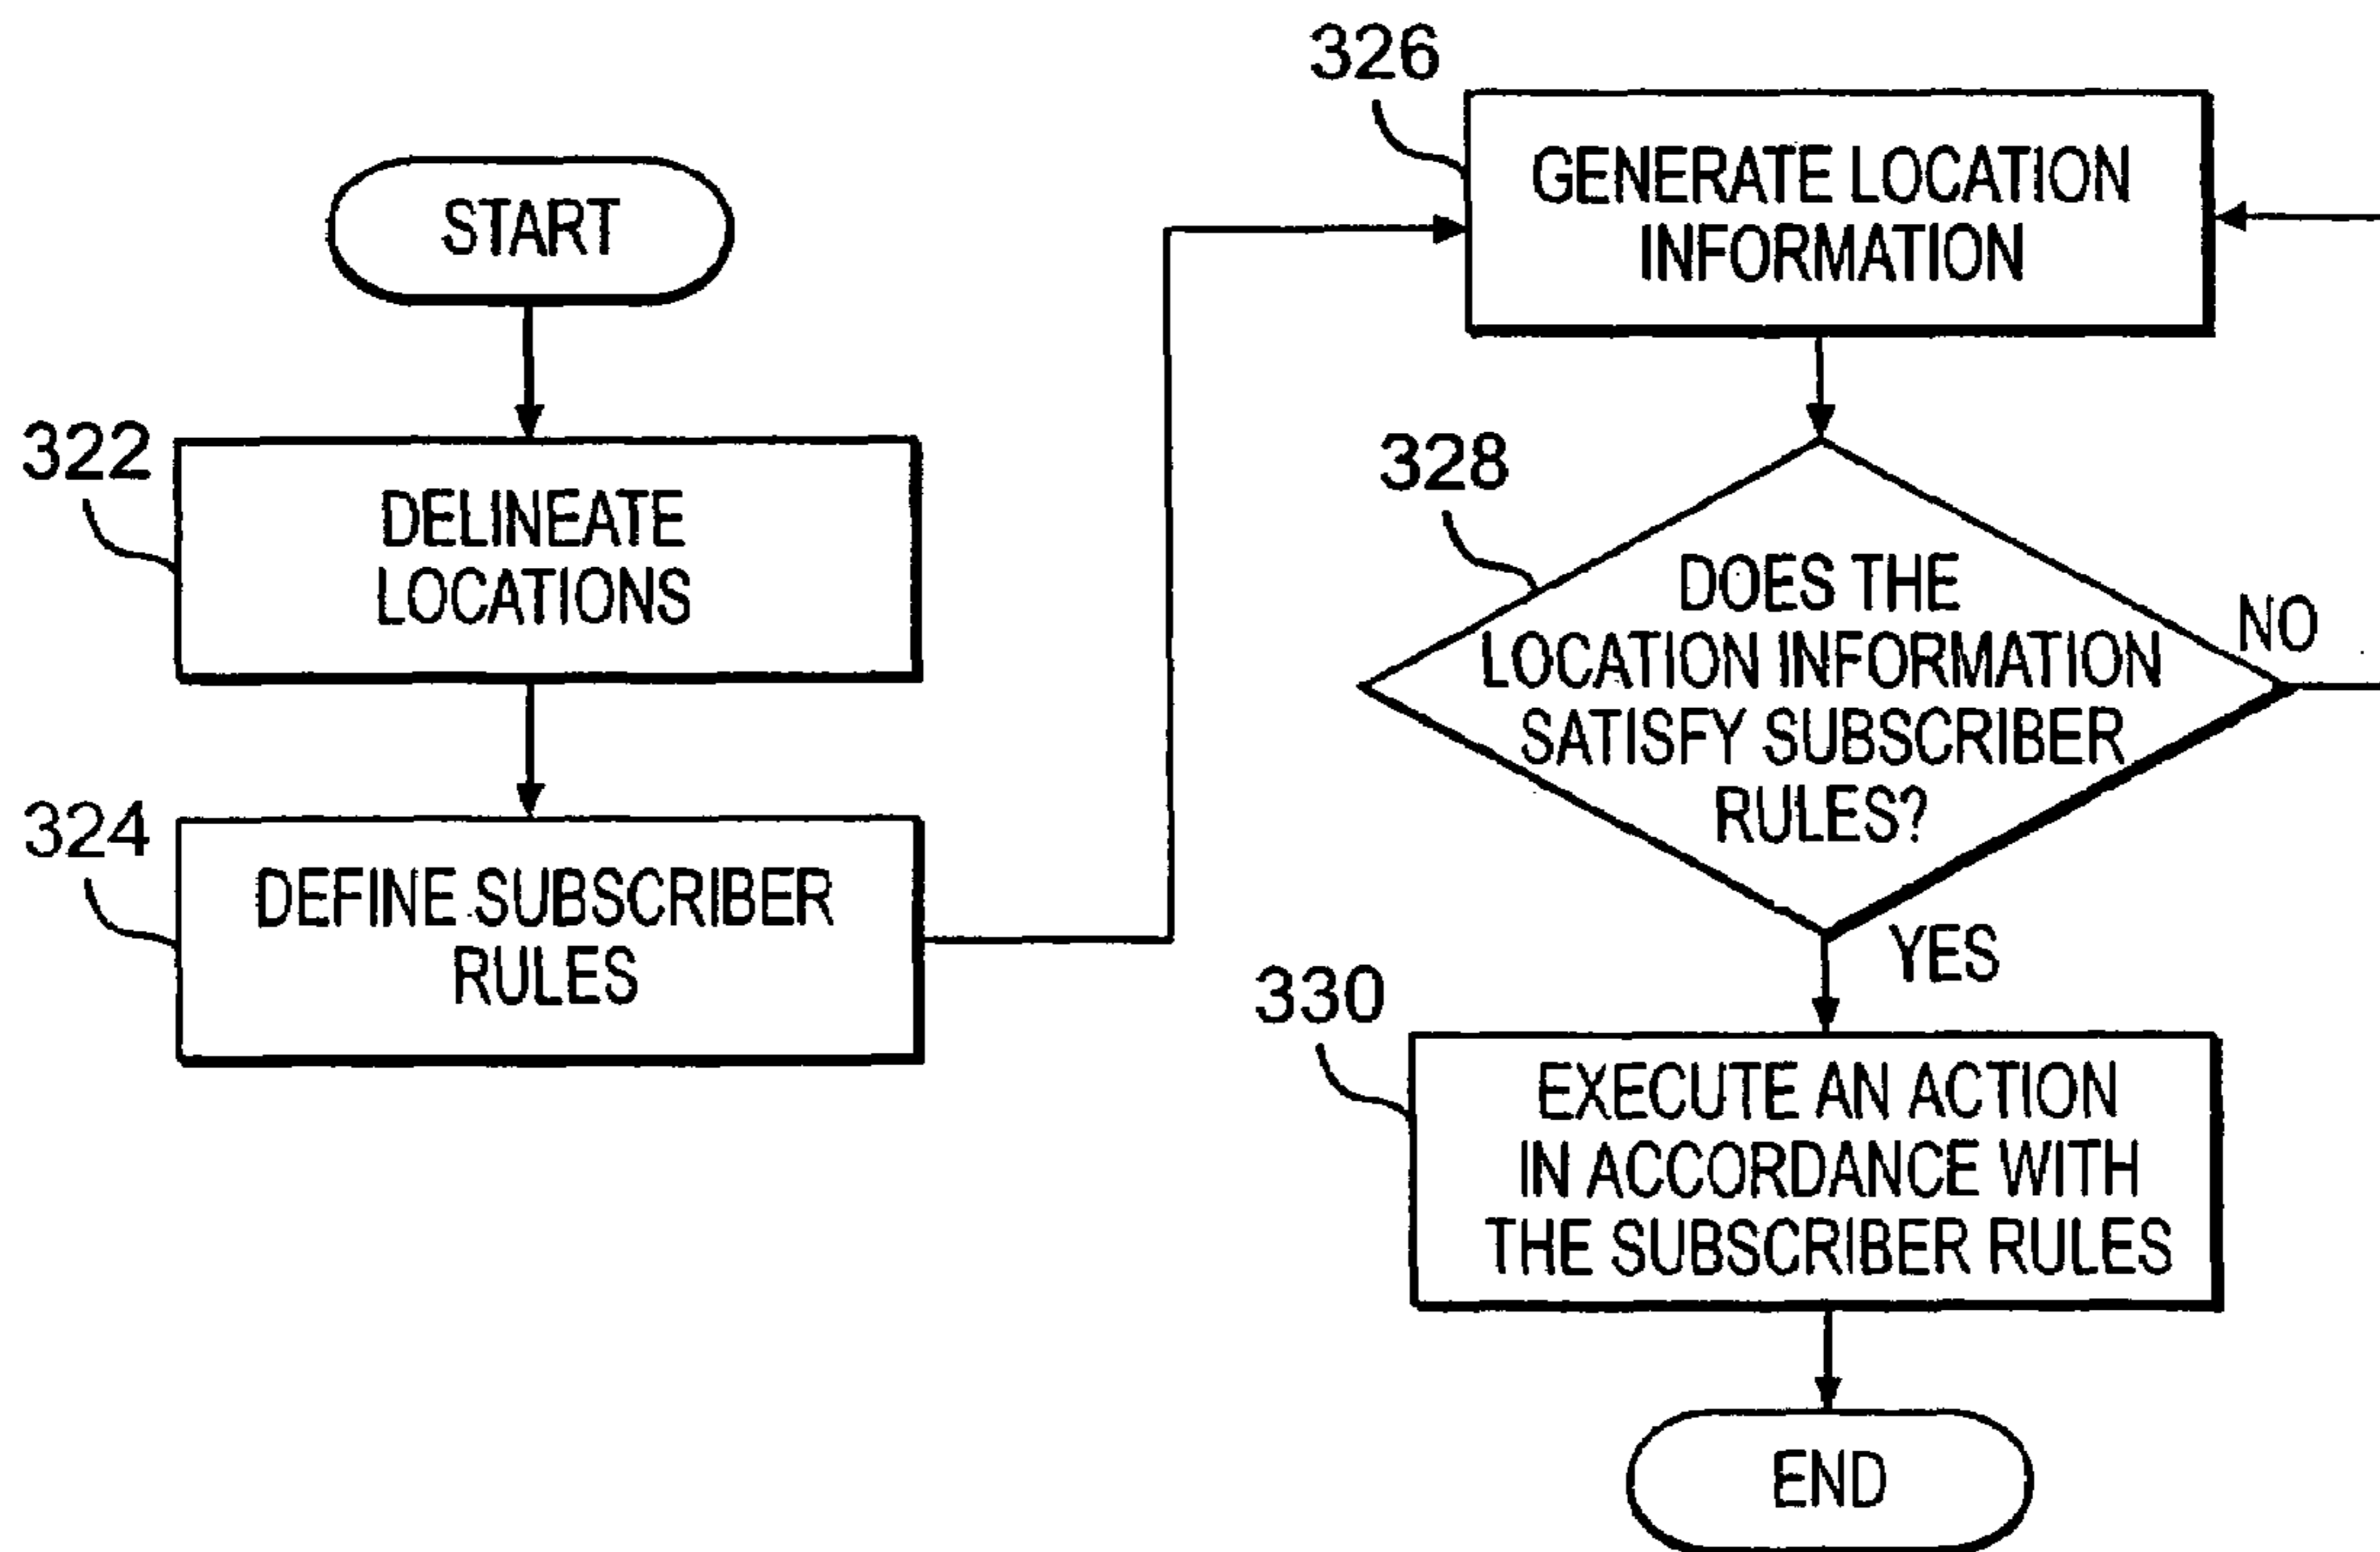 START
322
DELINEATE
LOCATIONS
324
DEFINE SUBSCRIBER
RULES
326
GENERATE LOCATION
INFORMATION
328
DOES THE
LOCATION INFORMATION
SATISFY SUBSCRIBER
RULES?
NO
YES
330
EXECUTE AN ACTION
IN ACCORDANCE WITH
THE SUBSCRIBER RULES
END